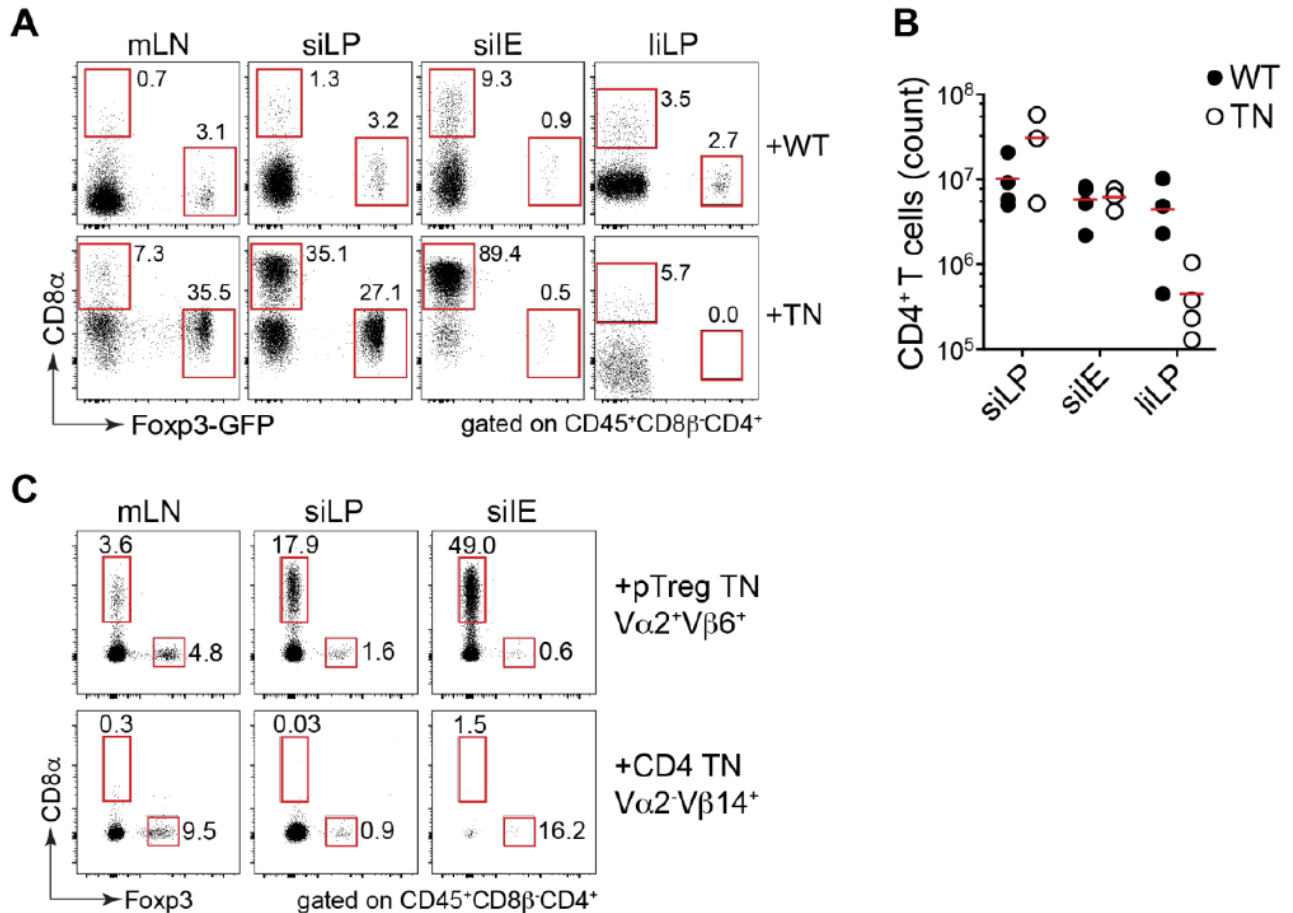 A
mLN siLP siIE liLP
0.7 1.3 9.3 3.5
3.1 3.2 0.9 2.7
+WT
7.3 35.1 89.4 5.7
35.5 27.1 0.5 0.0
+TN
CD8α
Foxp3-GFP gated on CD45⁺CD8β⁻CD4⁺
B
WT
TN
CD4⁺ T cells (count)
10⁸
10⁷
10⁶
10⁵
siLP siIE liLP
C
mLN siLP siIE
3.6 17.9 49.0
4.8 1.6 0.6
+pTreg TN
Vα2⁺Vβ6⁺
0.3 0.03 1.5
9.5 0.9 16.2
+CD4 TN
Vα2⁻Vβ14⁺
CD8α
Foxp3 gated on CD45⁺CD8β⁻CD4⁺